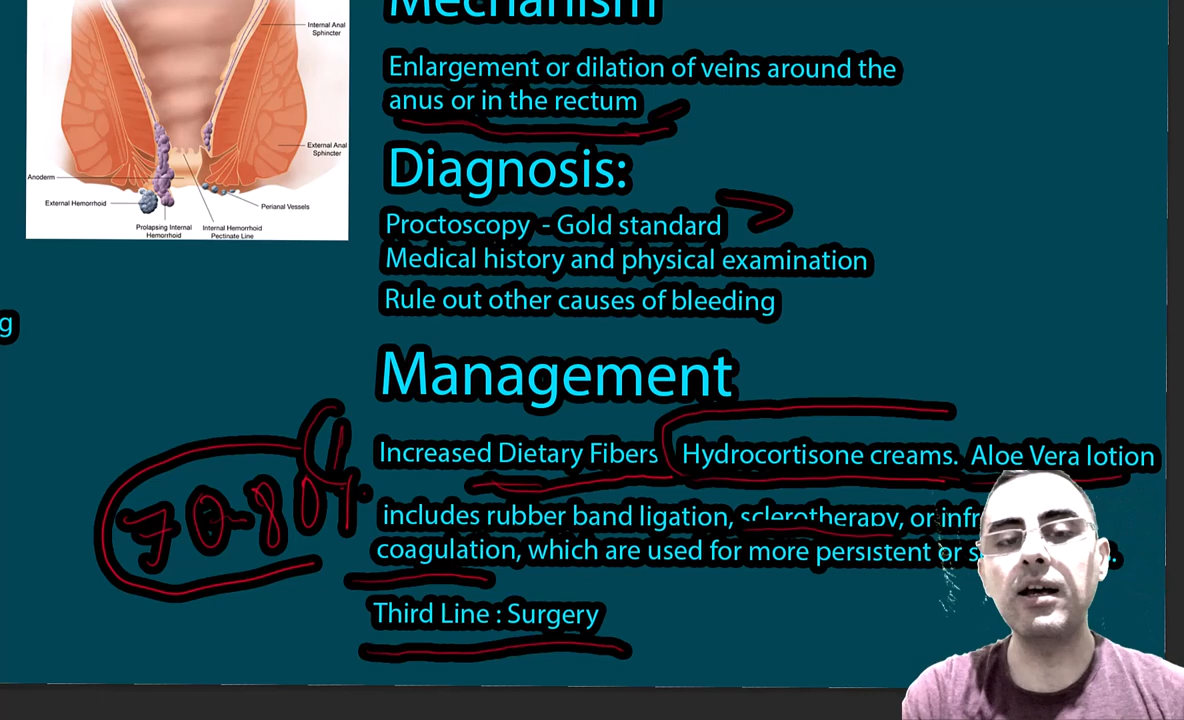 Mechanism
Internal Anal
Sphincter
Enlargement or dilation of veins around the
anus or in the rectum
External Anal
Sphincter
Anoderm
External Hemorrhoid
Perianal Vessels
Prolapsing Internal
Hemorrhoid
Internal Hemorrhoid
Pectinate Line
Diagnosis:
Proctoscopy - Gold standard
Medical history and physical examination
Rule out other causes of bleeding
g
Management
Increased Dietary Fibers Hydrocortisone creams. Aloe Vera lotion
70-80%
includes rubber band ligation, sclerotherapy, or
coagulation, which are used for more persistent or
Third Line : Surgery